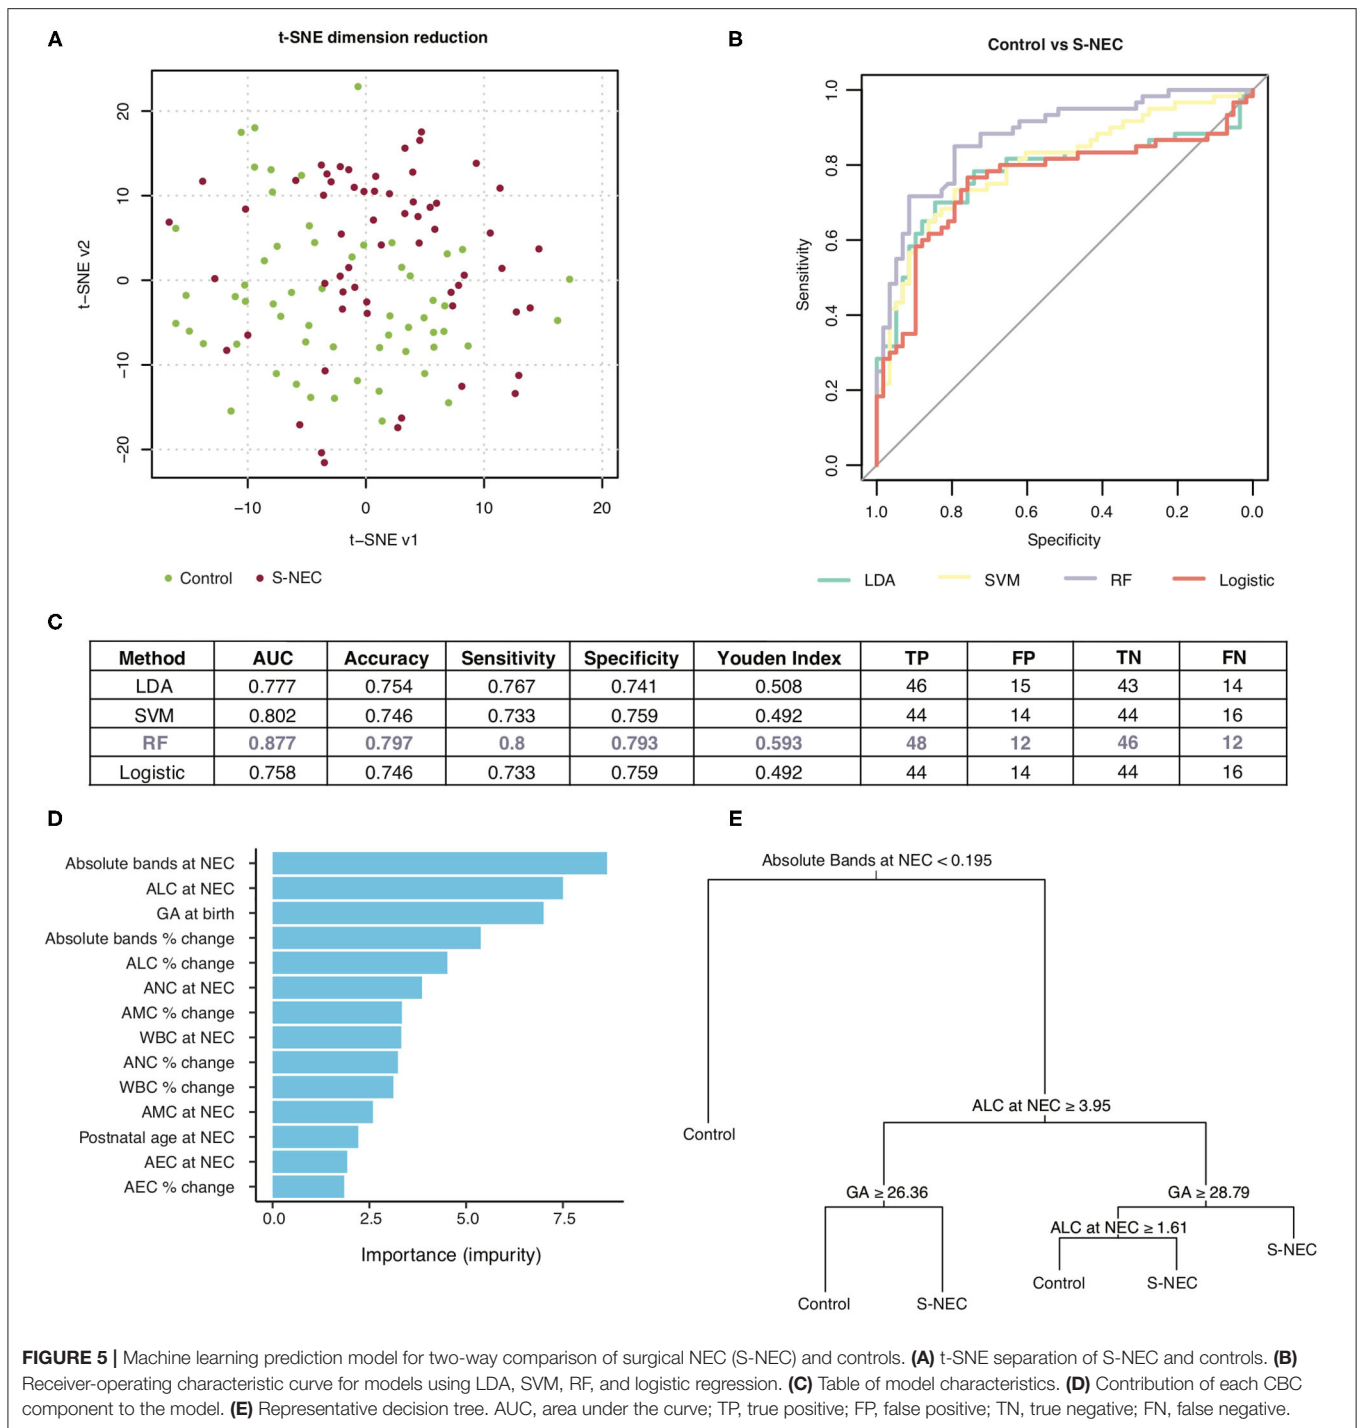 A
t-SNE dimension reduction
t−SNE v2
20
10
0
−10
−20
−10
0
10
20
t−SNE v1
Control
S-NEC
B
Control vs S-NEC
Sensitivity
1.0
0.8
0.6
0.4
0.2
0.0
1.0
0.8
0.6
0.4
0.2
0.0
Specificity
LDA
SVM
RF
Logistic
C
Method AUC Accuracy Sensitivity Specificity Youden Index TP FP TN FN
LDA 0.777 0.754 0.767 0.741 0.508 46 15 43 14
SVM 0.802 0.746 0.733 0.759 0.492 44 14 44 16
RF 0.877 0.797 0.8 0.793 0.593 48 12 46 12
Logistic 0.758 0.746 0.733 0.759 0.492 44 14 44 16
D
Absolute bands at NEC
ALC at NEC
GA at birth
Absolute bands % change
ALC % change
ANC at NEC
AMC % change
WBC at NEC
ANC % change
WBC % change
AMC at NEC
Postnatal age at NEC
AEC at NEC
AEC % change
0.0
2.5
5.0
7.5
Importance (impurity)
E
Absolute Bands at NEC < 0.195
Control
ALC at NEC ≥ 3.95
GA ≥ 26.36
GA ≥ 28.79
ALC at NEC ≥ 1.61
S-NEC
Control
S-NEC
Control
S-NEC
FIGURE 5 | Machine learning prediction model for two-way comparison of surgical NEC (S-NEC) and controls. (A) t-SNE separation of S-NEC and controls. (B)
Receiver-operating characteristic curve for models using LDA, SVM, RF, and logistic regression. (C) Table of model characteristics. (D) Contribution of each CBC
component to the model. (E) Representative decision tree. AUC, area under the curve; TP, true positive; FP, false positive; TN, true negative; FN, false negative.